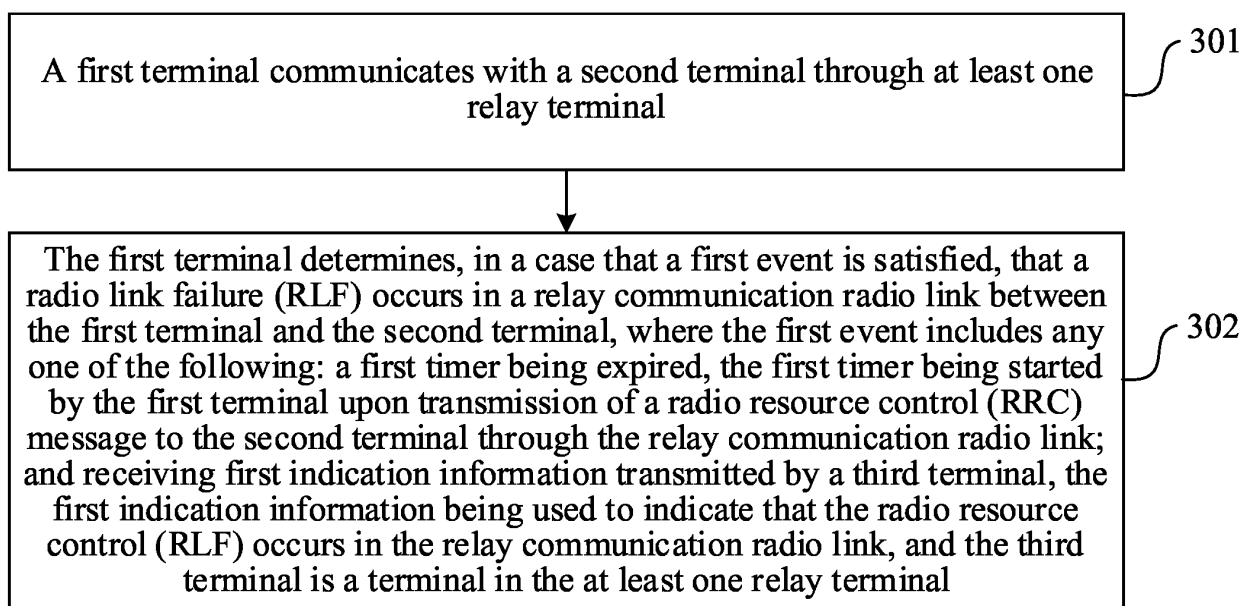 A first terminal communicates with a second terminal through at least one
relay terminal
301
The first terminal determines, in a case that a first event is satisfied, that a
radio link failure (RLF) occurs in a relay communication radio link between
the first terminal and the second terminal, where the first event includes any
one of the following: a first timer being expired, the first timer being started
by the first terminal upon transmission of a radio resource control (RRC)
message to the second terminal through the relay communication radio link;
and receiving first indication information transmitted by a third terminal, the
first indication information being used to indicate that the radio resource
control (RLF) occurs in the relay communication radio link, and the third
terminal is a terminal in the at least one relay terminal
302